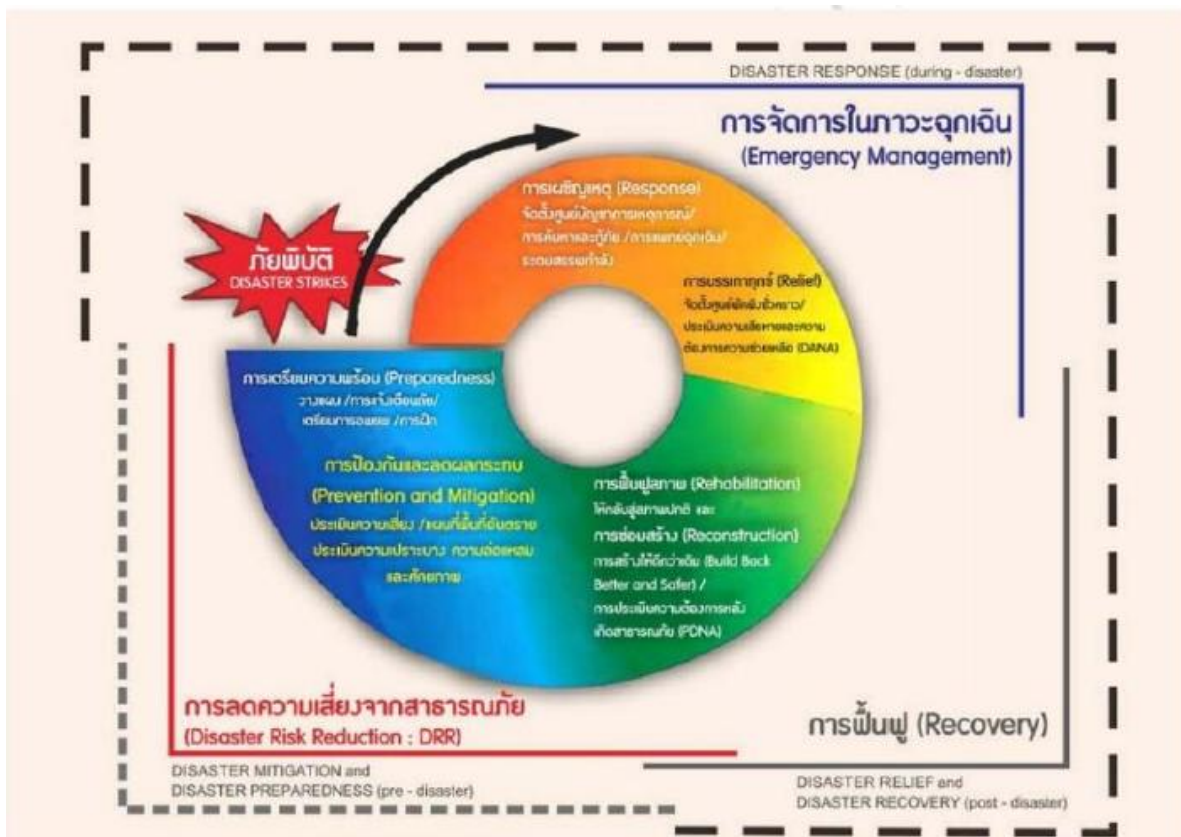 DISASTER RESPONSE (during - disaster)
การจัดการในภาวะฉุกเฉิน
(Emergency Management)
การเผชิญเหตุ (Response)
จัดตั้งศูนย์บัญชาการเหตุการณ์/
การค้นหาและกู้ภัย /การแพทย์ฉุกเฉิน/
ระดมสรรพกำลัง
ภัยพิบัติ
DISASTER STRIKES
การบรรเทาทุกข์ (Relief)
จัดตั้งศูนย์พักพิงชั่วคราว/
ประเมินความเสียหายและความ
ต้องการความช่วยเหลือ (DANA)
การเตรียมความพร้อม (Preparedness)
วางแผน /การแจ้งเตือนภัย/
เตรียมการอพยพ /การฝึก
การป้องกันและลดผลกระทบ
(Prevention and Mitigation)
ประเมินความเสี่ยง /แผนที่พื้นที่อันตราย
ประเมินความเปราะบาง ความล่อแหลม
และศักยภาพ
การฟื้นฟูสภาพ (Rehabilitation)
ให้กลับสู่สภาพปกติ และ
การซ่อมสร้าง (Reconstruction)
การสร้างให้ดีกว่าเดิม (Build Back
Better and Safer) /
การประเมินความต้องการหลัง
เกิดสาธารณภัย (PDNA)
การลดความเสี่ยงจากสาธารณภัย
(Disaster Risk Reduction : DRR)
DISASTER MITIGATION and
DISASTER PREPAREDNESS (pre - disaster)
การฟื้นฟู (Recovery)
DISASTER RELIEF and
DISASTER RECOVERY (post - disaster)